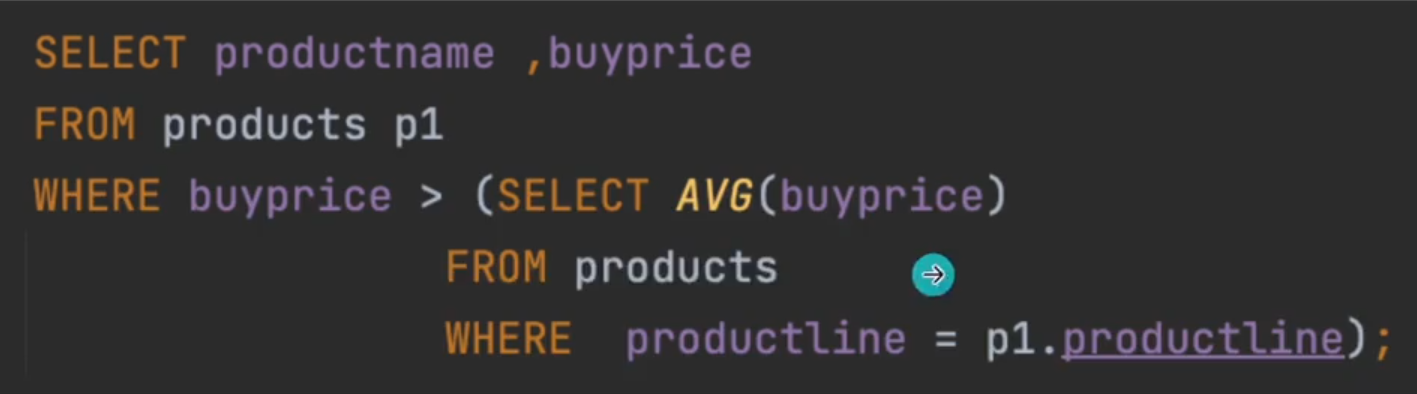 SELECT productname ,buyprice
FROM products p1
WHERE buyprice > (SELECT AVG(buyprice)
FROM products
WHERE productline = p1.productline);